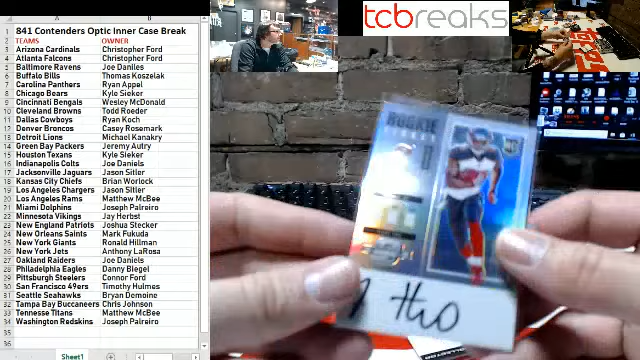 tcbreaks
841 Contenders Optic Inner Case Break
TEAMS OWNER
Arizona Cardinals Christopher Ford
Atlanta Falcons Christopher Ford
Baltimore Ravens Joe Daniles
Buffalo Bills Thomas Koszelak
Carolina Panthers Ryan Appel
Chicago Bears Kyle Sieker
Cincinnati Bengals Wesley McDonald
Cleveland Browns Todd Roeder
Dallas Cowboys Ryan Koch
Denver Broncos Casey Rosemark
Detroit Lions Michael Kanakry
Green Bay Packers Jeremy Autry
Houston Texans Kyle Sieker
Indianapolis Colts Joe Daniels
Jacksonville Jaguars Jason Sitler
Kansas City Chiefs Brian Worlock
Los Angeles Chargers Jason Sitler
Los Angeles Rams Matthew McBee
Miami Dolphins Joseph Palreiro
Minnesota Vikings Jay Herbst
New England Patriots Joshua Stecker
New Orleans Saints Mark Fukuda
New York Giants Ronald Hillman
New York Jets Anthony LaRosa
Oakland Raiders Joe Daniels
Philadelphia Eagles Danny Biegel
Pittsburgh Steelers Connor Ford
San Francisco 49ers Timothy Hulmes
Seattle Seahawks Bryan Demoine
Tampa Bay Buccaneers Chris Johnson
Tennesse Titans Matthew McBee
Washington Redskins Joseph Palreiro
Sheet1
ROOKIE